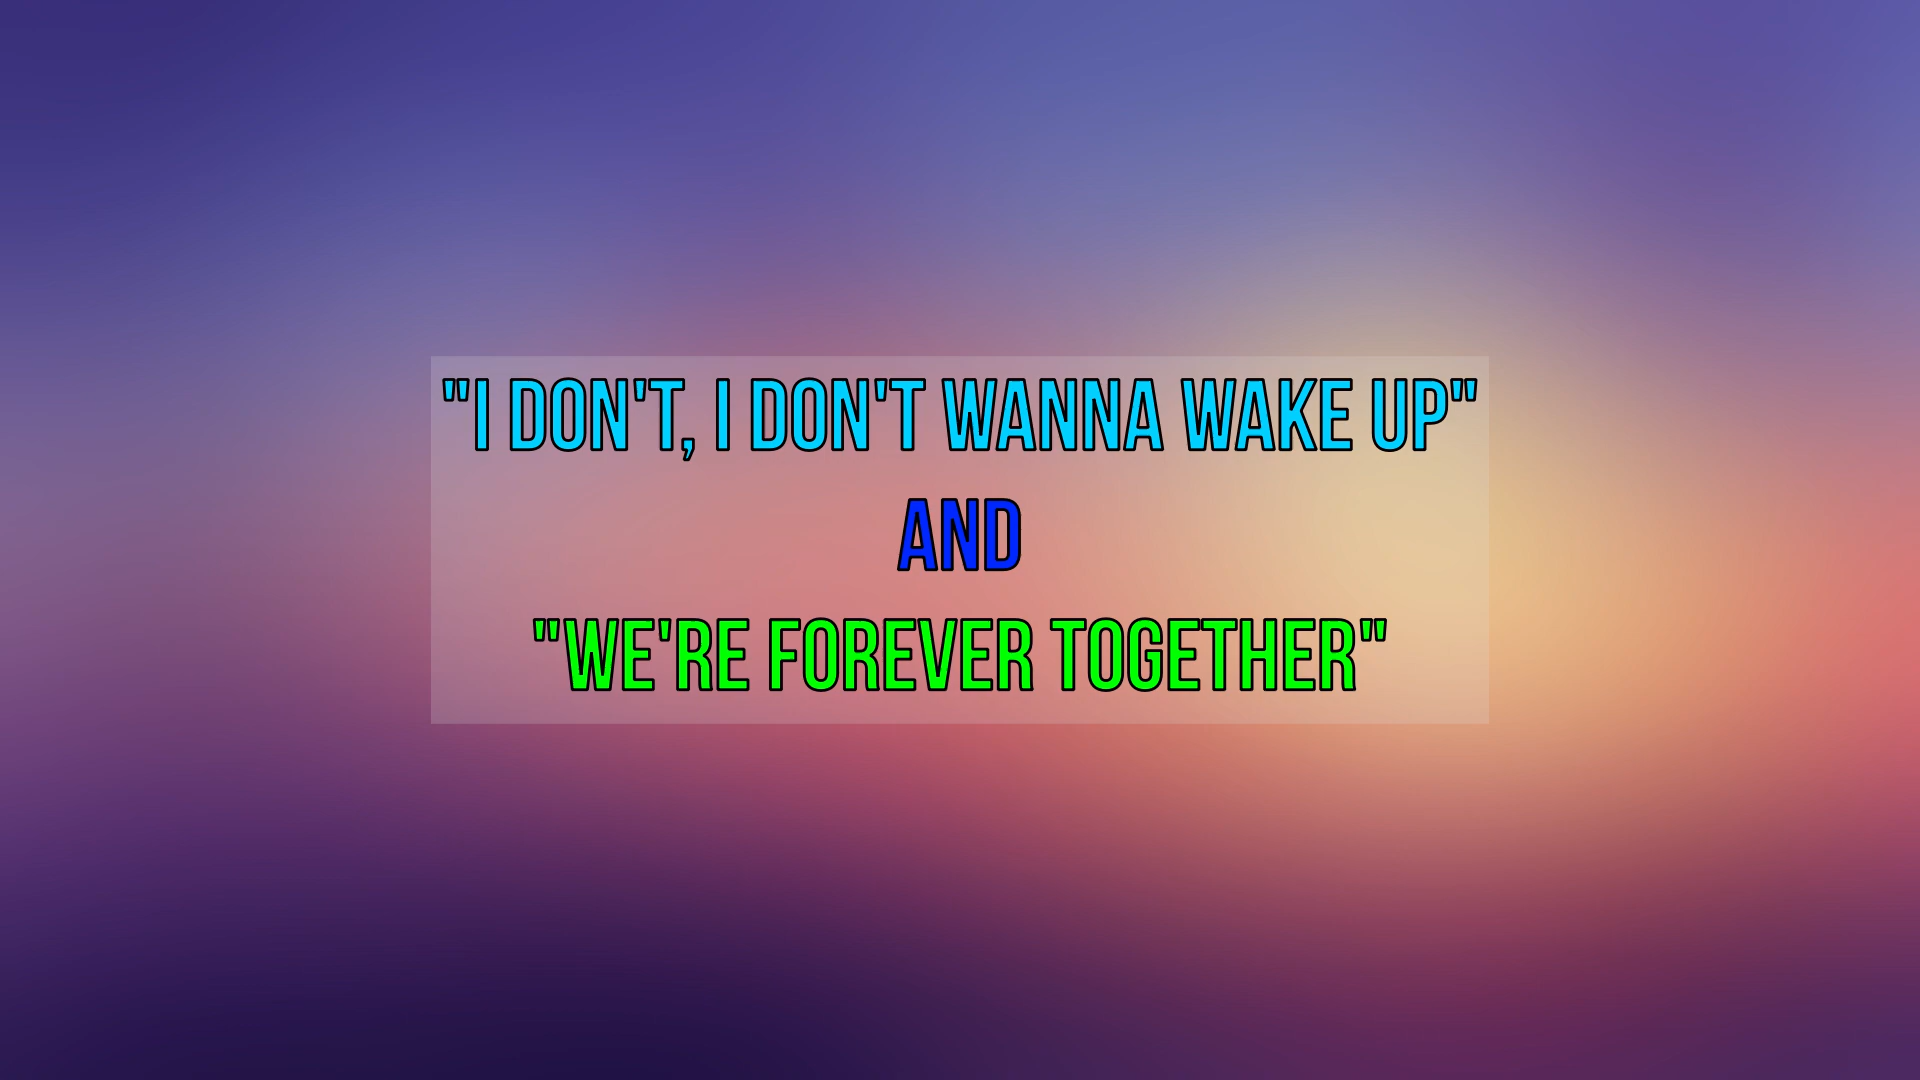 "I DON'T, I DON'T WANNA WAKE UP"
AND
"WE'RE FOREVER TOGETHER"